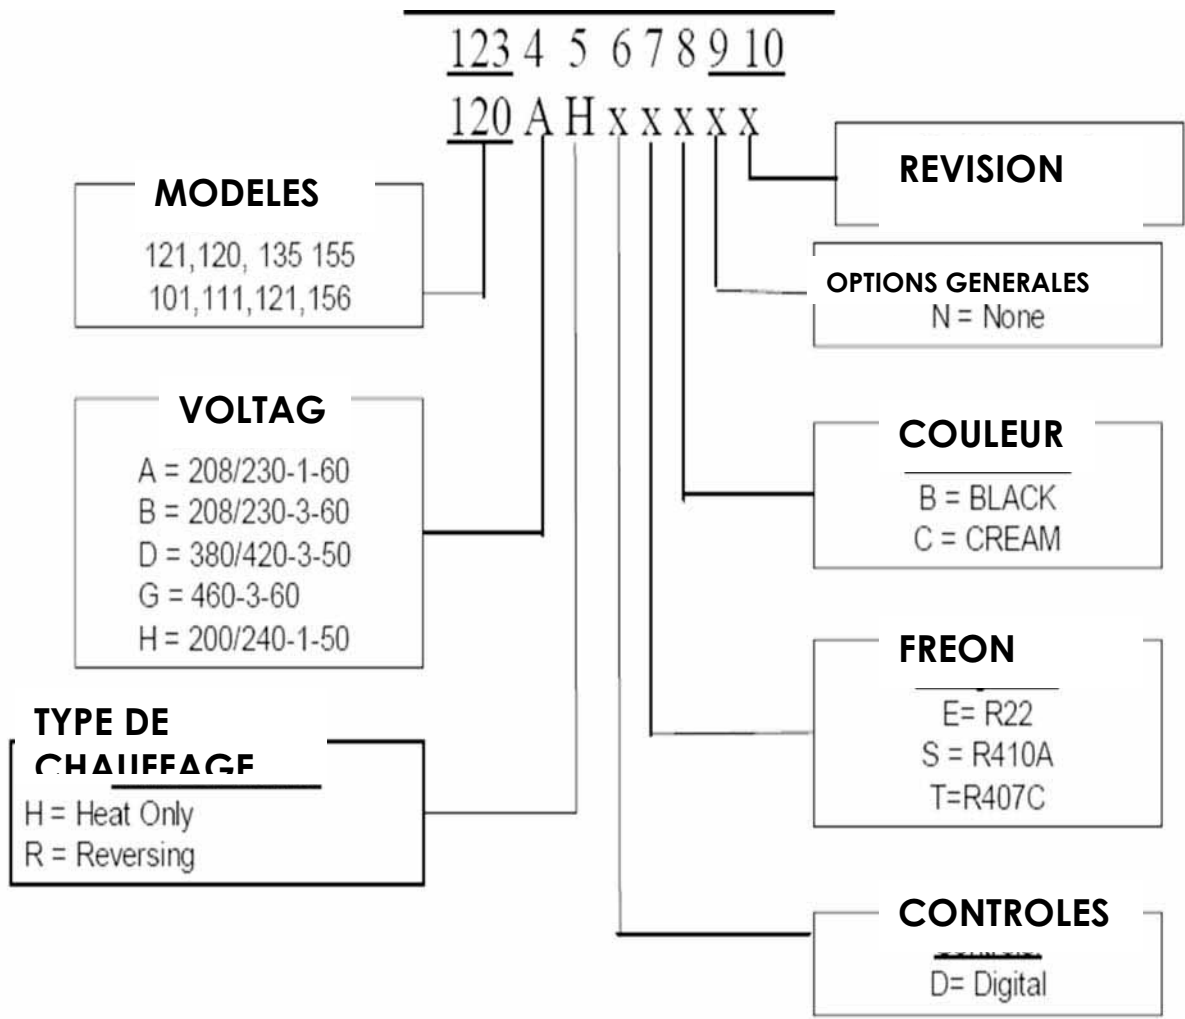 123 4 5 6 7 8 9 10
120 A H x x x x x
MODELES
121,120, 135 155
101,111,121,156
VOLTAG
A = 208/230-1-60
B = 208/230-3-60
D = 380/420-3-50
G = 460-3-60
H = 200/240-1-50
TYPE DE
CHAUFFAGE
H = Heat Only
R = Reversing
REVISION
OPTIONS GENERALES
N = None
COULEUR
B = BLACK
C = CREAM
FREON
E= R22
S = R410A
T=R407C
CONTROLES
D= Digital